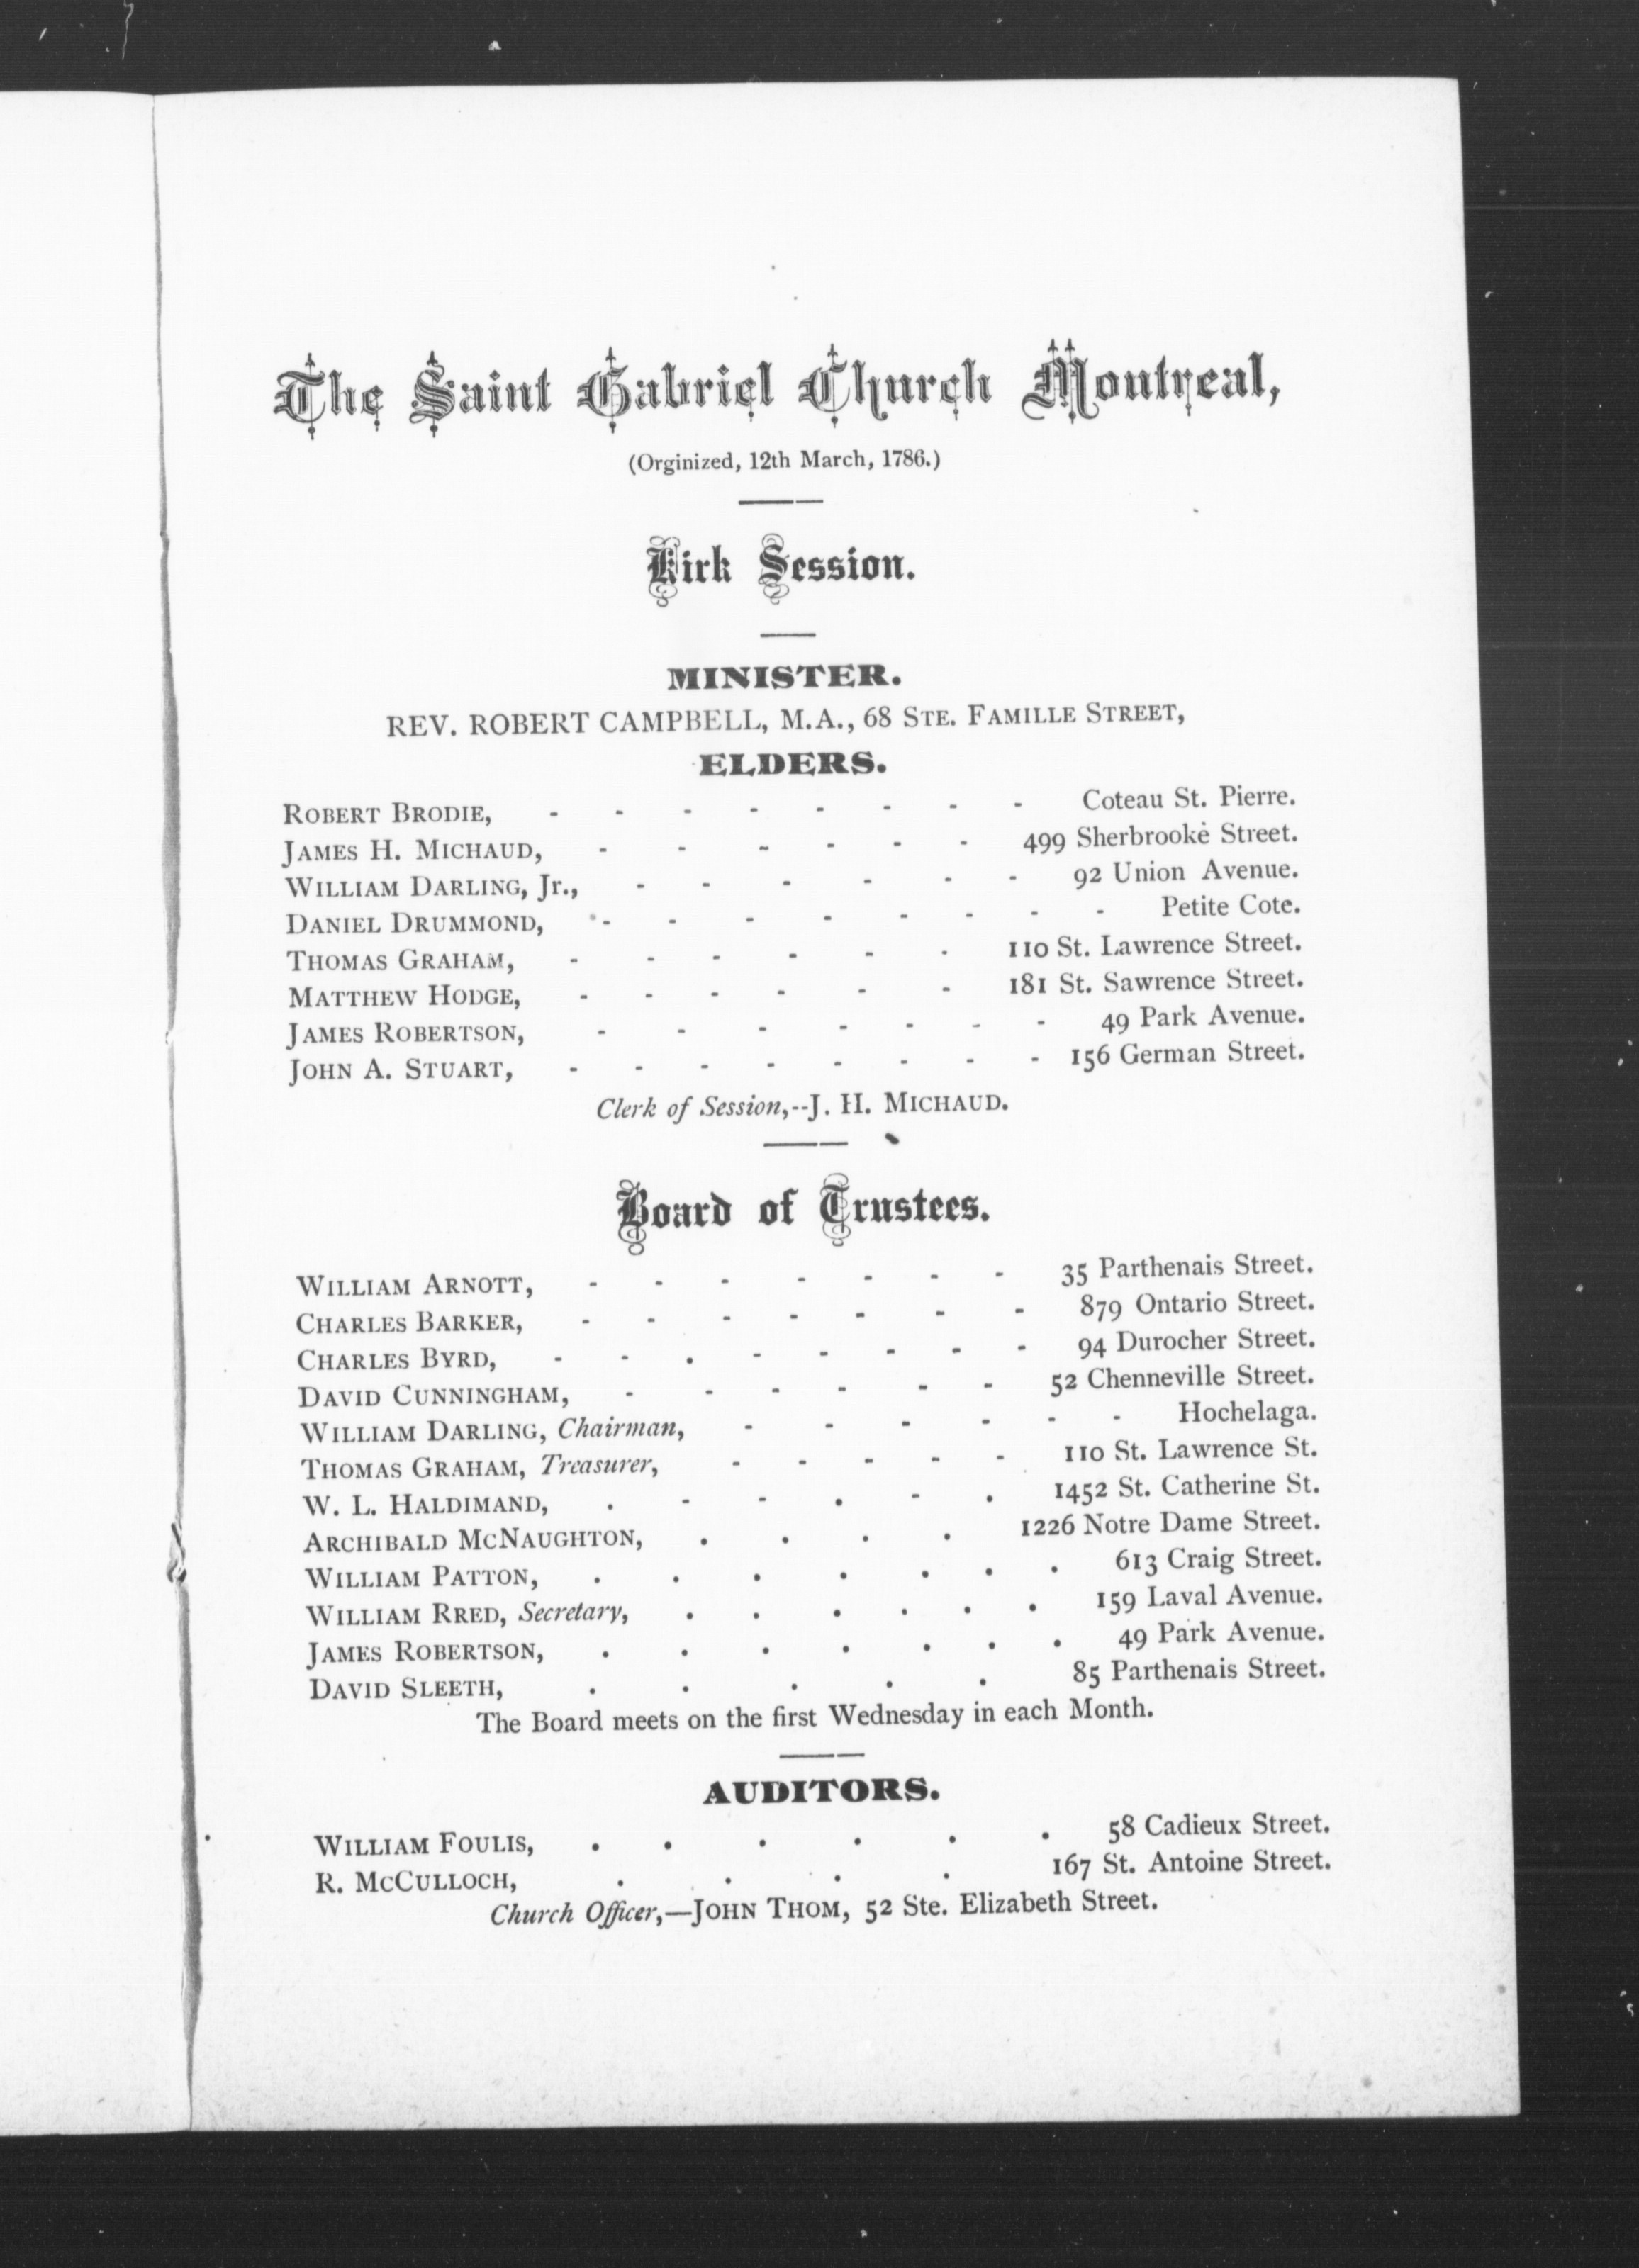 The Saint Gabriel Church Montreal,
(Orginized, 12th March, 1786.)
Kirk Session.
MINISTER.
REV. ROBERT CAMPBELL, M.A., 68 STE. FAMILLE STREET,
ELDERS.
ROBERT BRODIE, - - - - - - - - Coteau St. Pierre.
JAMES H. MICHAUD, - - - - - - 499 Sherbrooke Street.
WILLIAM DARLING, Jr., - - - - - - 92 Union Avenue.
DANIEL DRUMMOND, - - - - - - - - Petite Cote.
THOMAS GRAHAM, - - - - - - 110 St. Lawrence Street.
MATTHEW HODGE, - - - - - - 181 St. Sawrence Street.
JAMES ROBERTSON, - - - - - - - 49 Park Avenue.
JOHN A. STUART, - - - - - - - - 156 German Street.
Clerk of Session,--J. H. MICHAUD.
Board of Trustees.
WILLIAM ARNOTT, - - - - - - - 35 Parthenais Street.
CHARLES BARKER, - - - - - - - 879 Ontario Street.
CHARLES BYRD, - - . - - - - - 94 Durocher Street.
DAVID CUNNINGHAM, - - - - - - 52 Chenneville Street.
WILLIAM DARLING, Chairman, - - - - - - Hochelaga.
THOMAS GRAHAM, Treasurer, - - - - - 110 St. Lawrence St.
W. L. HALDIMAND, . - - . - . 1452 St. Catherine St.
ARCHIBALD MCNAUGHTON, . . . . 1226 Notre Dame Street.
WILLIAM PATTON, . . . . . . . 613 Craig Street.
WILLIAM RRED, Secretary, . . . . . . 159 Laval Avenue.
JAMES ROBERTSON, . . . . . . . 49 Park Avenue.
DAVID SLEETH, . . . . . 85 Parthenais Street.
The Board meets on the first Wednesday in each Month.
AUDITORS.
WILLIAM FOULIS, . . . . . . 58 Cadieux Street.
R. MCCULLOCH, . . . . 167 St. Antoine Street.
Church Officer,—JOHN THOM, 52 Ste. Elizabeth Street.